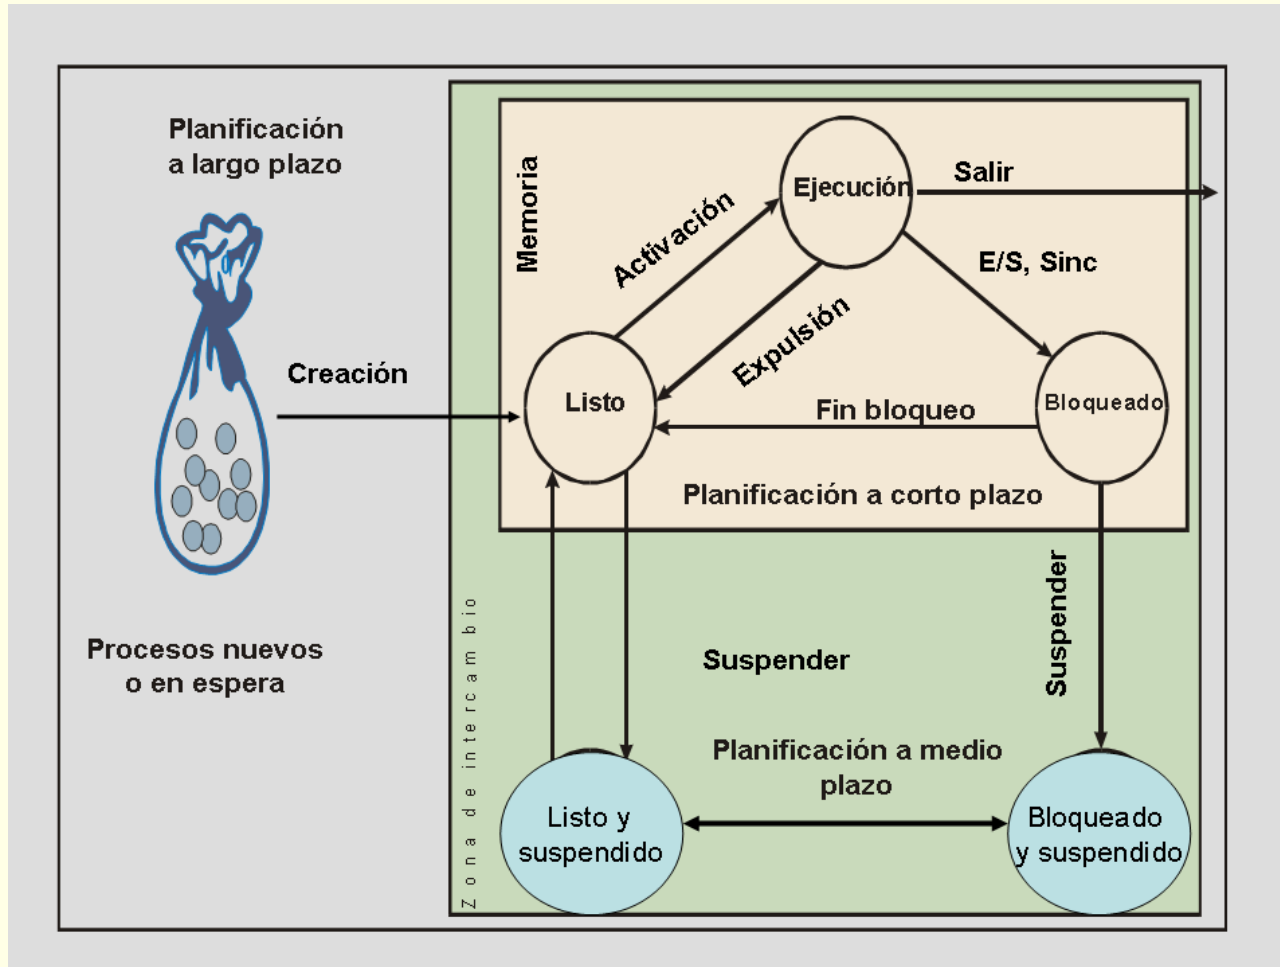 Planificación
a largo plazo
Procesos nuevos
o en espera
Creación
Zona de intercambio
Memoria
Activación
Ejecución
Salir
E/S, Sinc
Expulsión
Listo
Fin bloqueo
Bloqueado
Planificación a corto plazo
Suspender
Suspender
Planificación a medio
plazo
Listo y
suspendido
Bloqueado
y suspendido